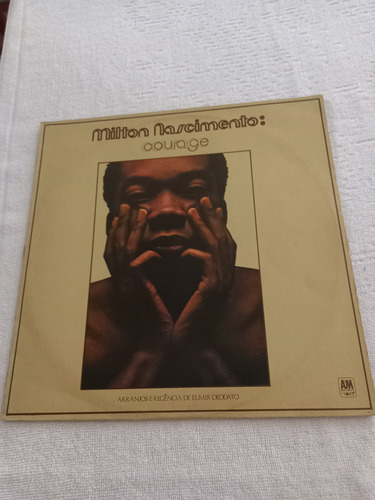 Milton Nascimento:
courage
ARRANJOS E REGÊNCIA DE EUMIR DEODATO
A&M